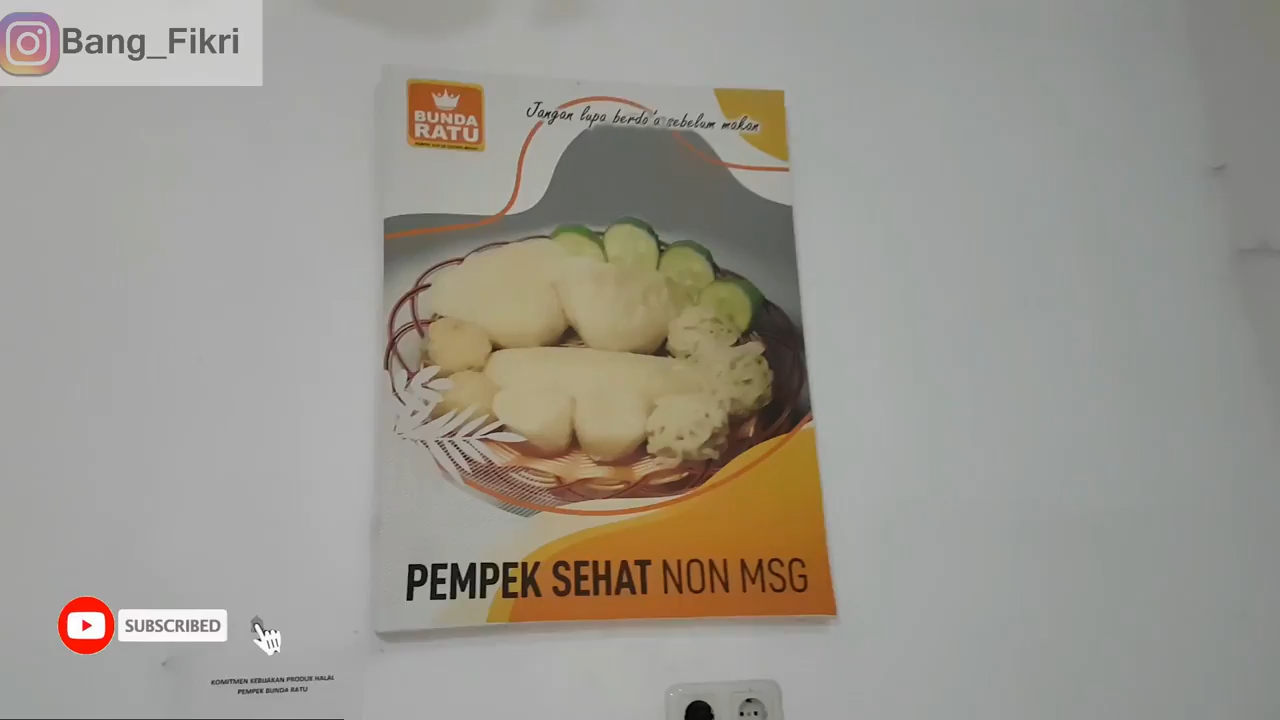 Bang_Fikri
BUNDA
RATU
Jangan lupa berdo'a sebelum makan
PEMPEK SEHAT NON MSG
SUBSCRIBED
KOMITMEN KEBIJAKAN PRODUK HALAL
PEMPEK BUNDA RATU